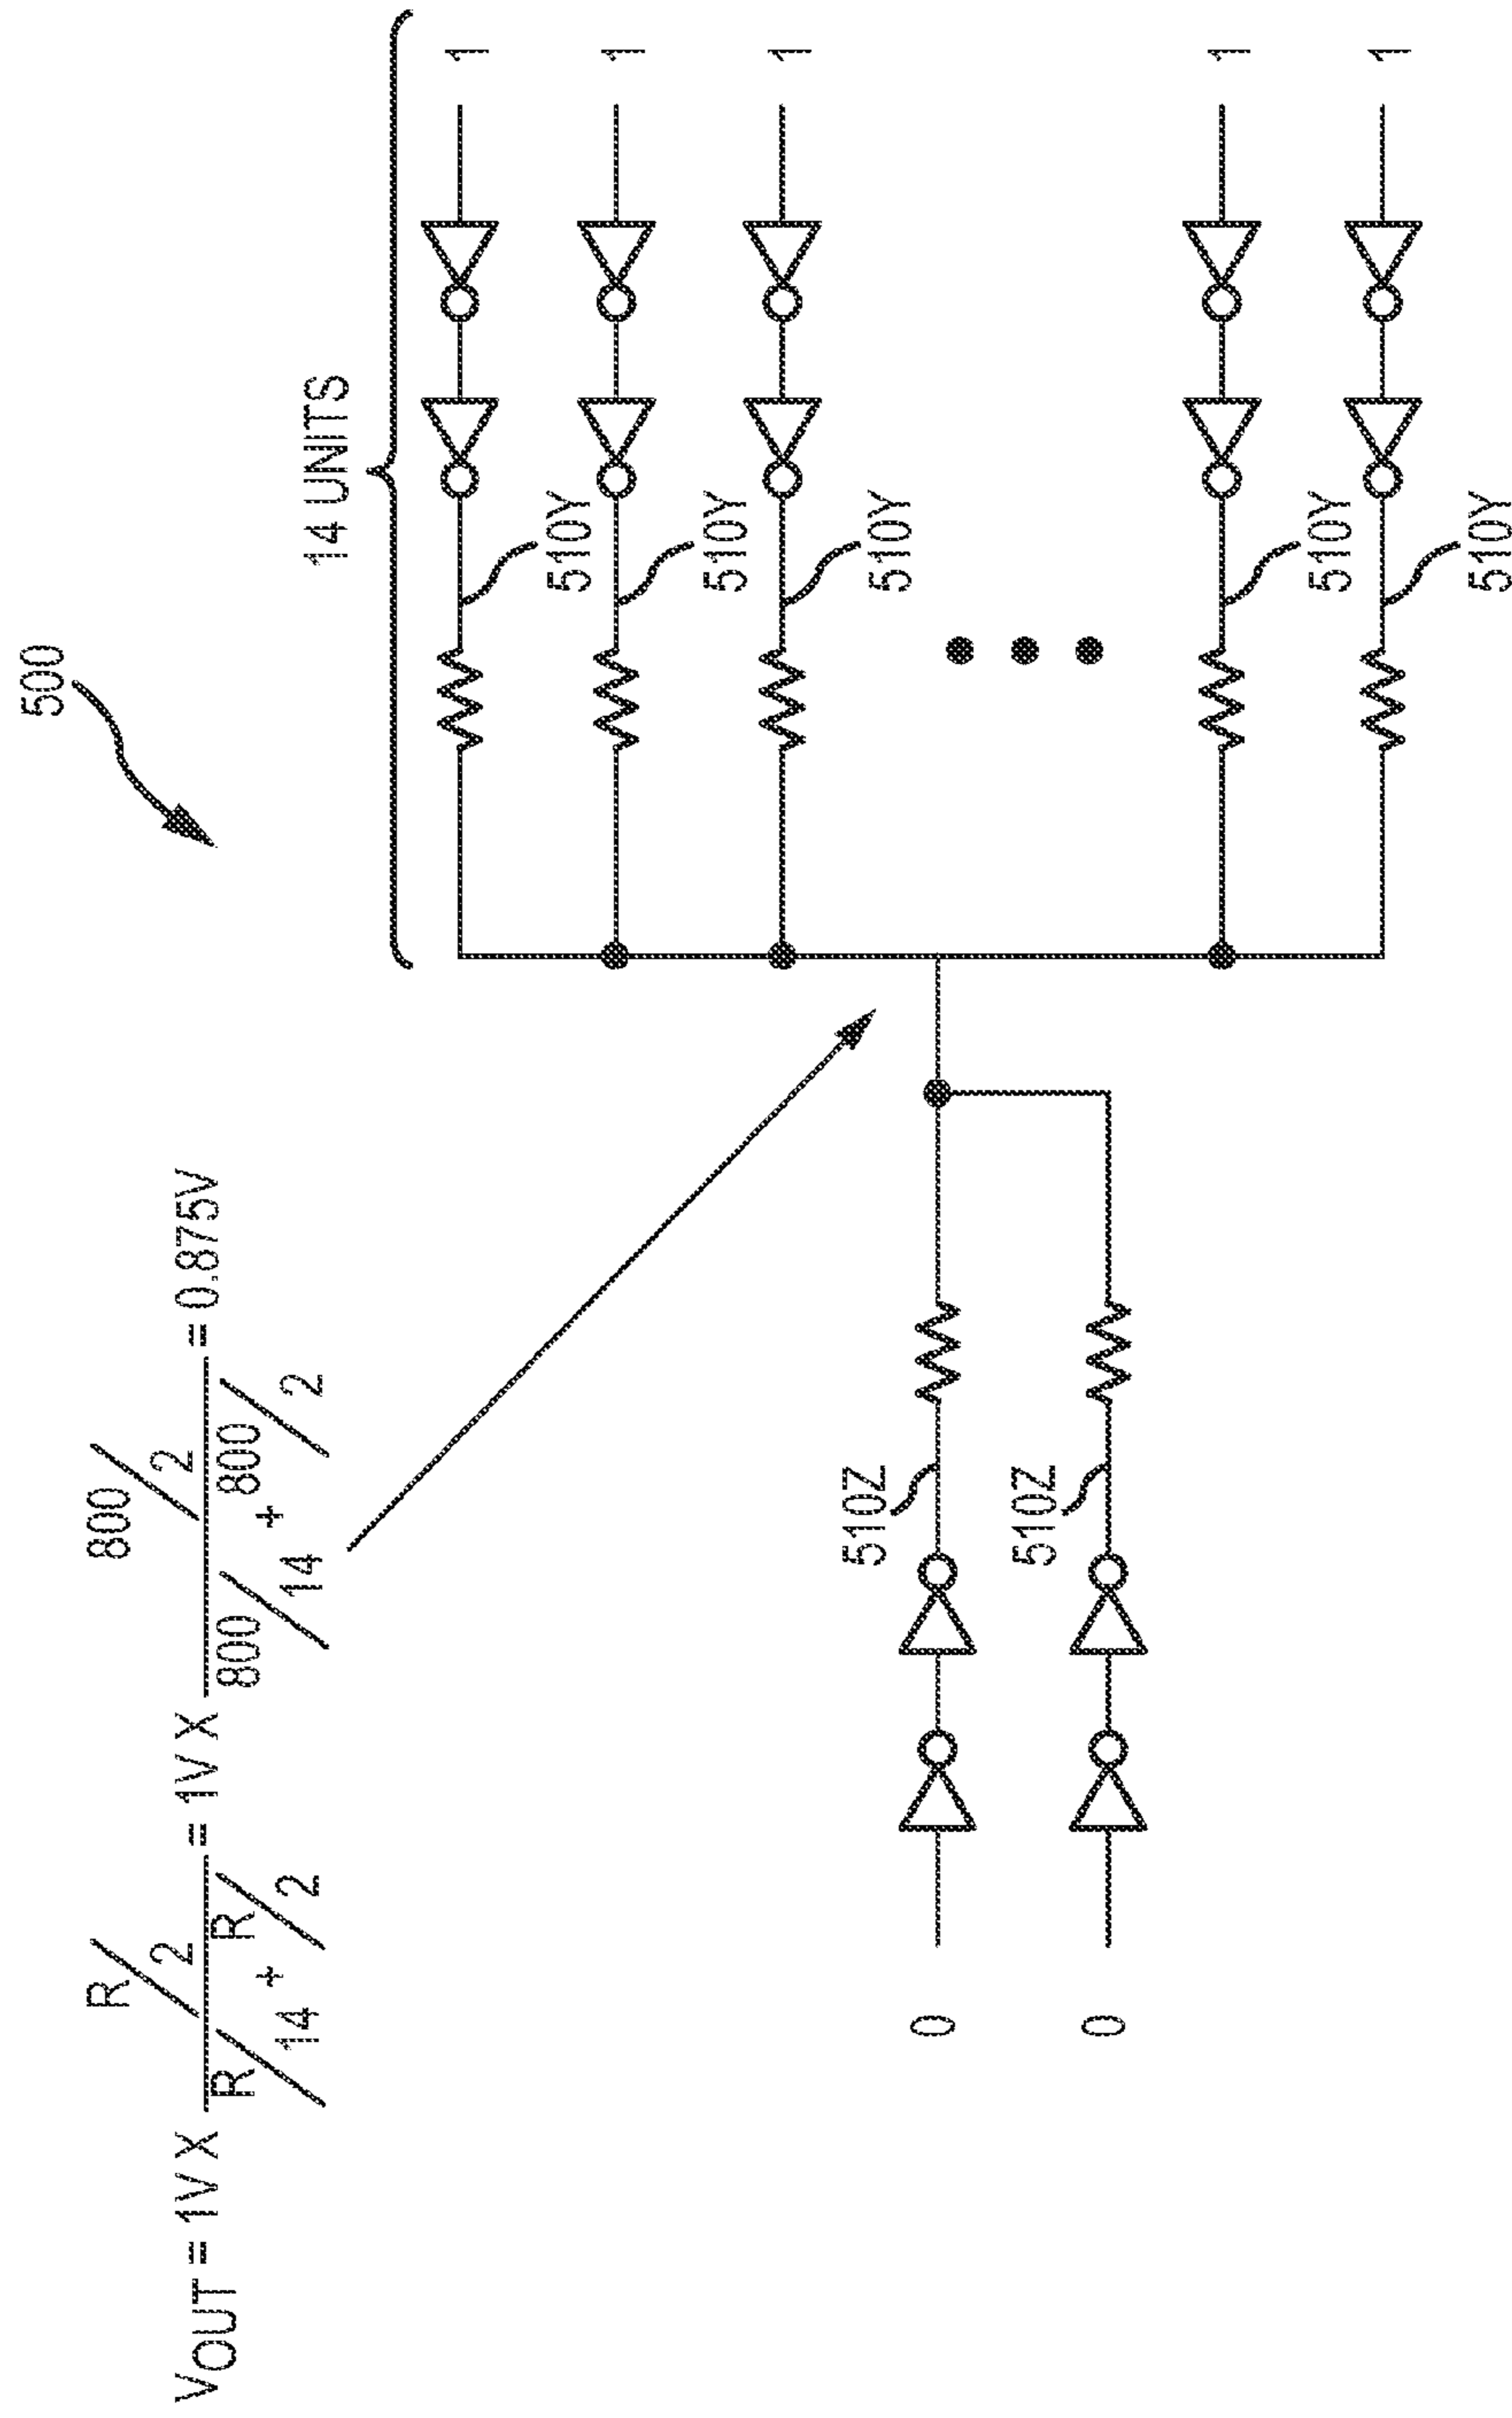 500
V_OUT = 1V X (R/2)/(R/14 + R/2) = 1V X (800/2)/(800/14 + 800/2) = 0.875V
14 UNITS
510Y
1
510Y
1
510Y
1
510Y
1
510Y
1
0
510Z
0
510Z